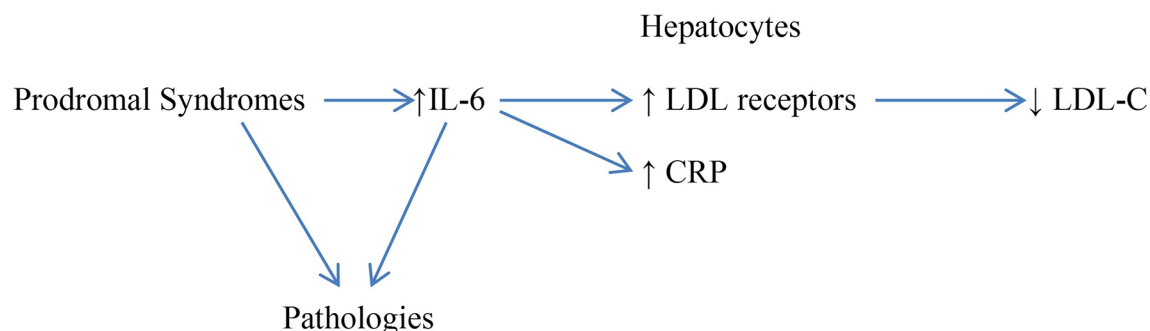 Hepatocytes
Prodromal Syndromes ↑IL-6 ↑ LDL receptors ↓ LDL-C
↑ CRP
Pathologies